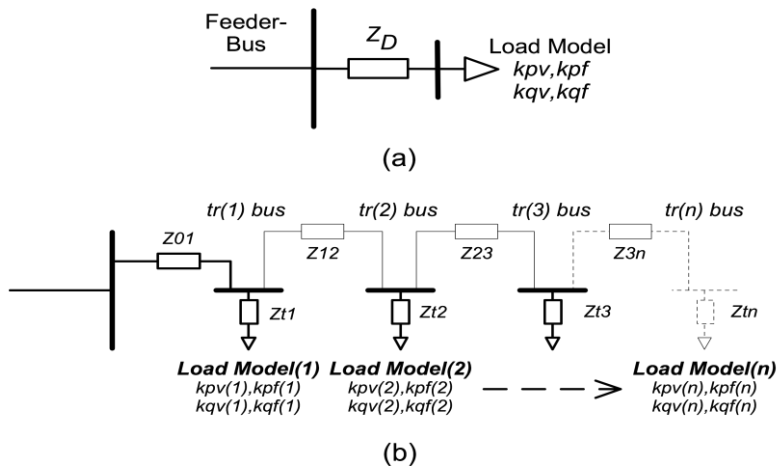 Feeder-
Bus
ZD
Load Model
kpv,kpf
kqv,kqf
(a)
tr(1) bus tr(2) bus tr(3) bus tr(n) bus
Z01
Z12 Z23 Z3n
Zt1 Zt2 Zt3 Ztn
Load Model(1) Load Model(2) Load Model(n)
kpv(1),kpf(1) kpv(2),kpf(2) kpv(n),kpf(n)
kqv(1),kqf(1) kqv(2),kqf(2) kqv(n),kqf(n)
(b)